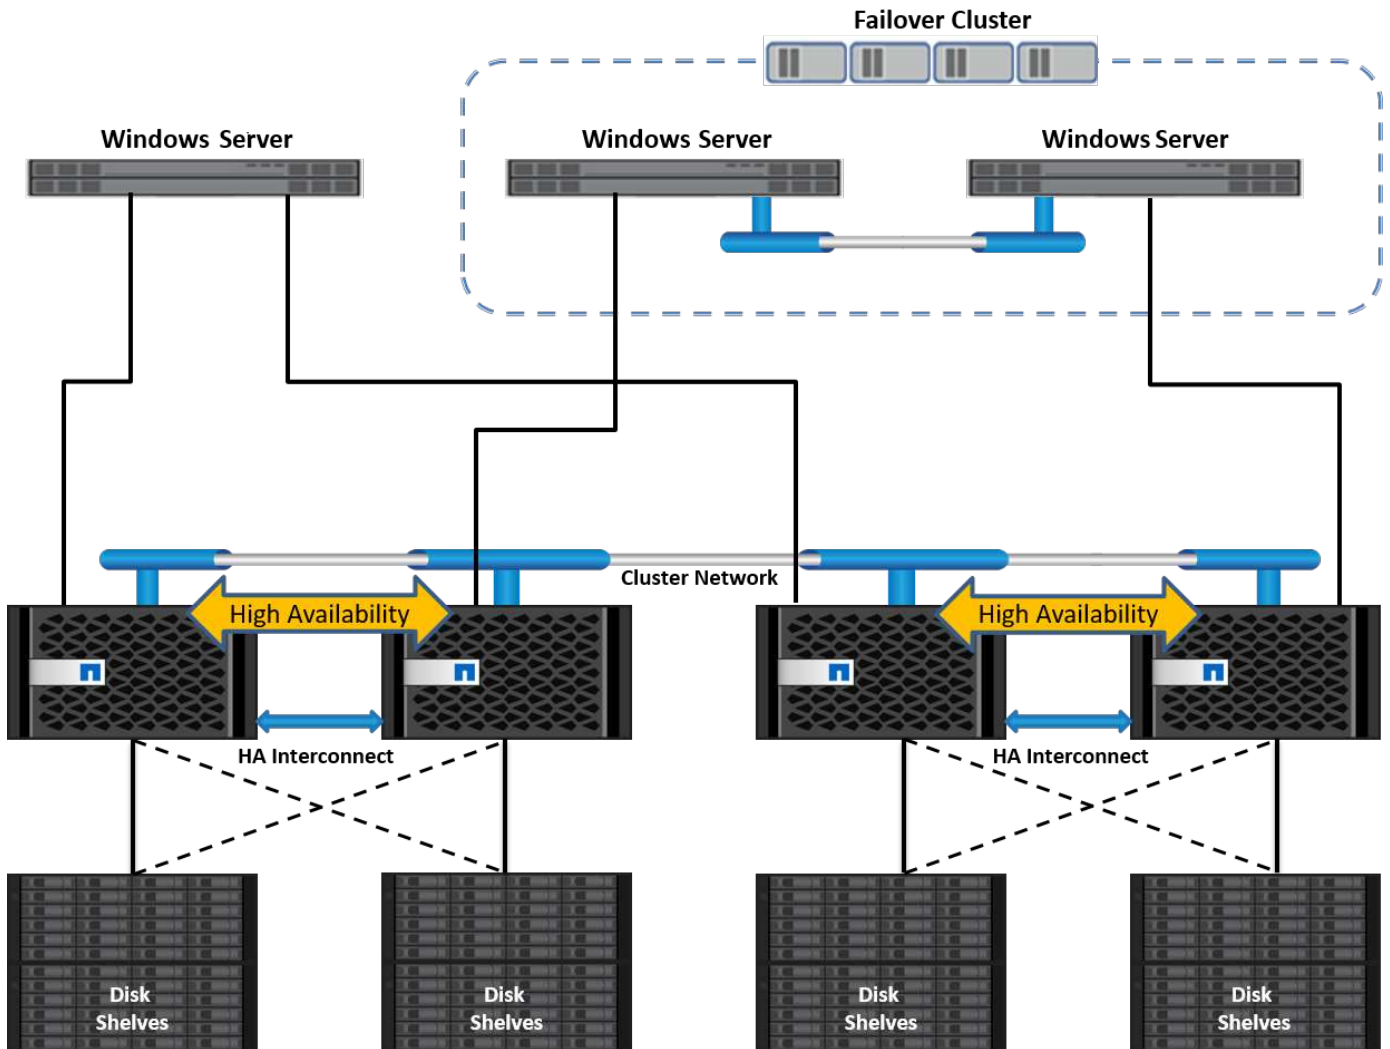 Failover Cluster
Windows Server
Windows Server
Windows Server
Cluster Network
High Availability
High Availability
HA Interconnect
HA Interconnect
Disk
Shelves
Disk
Shelves
Disk
Shelves
Disk
Shelves